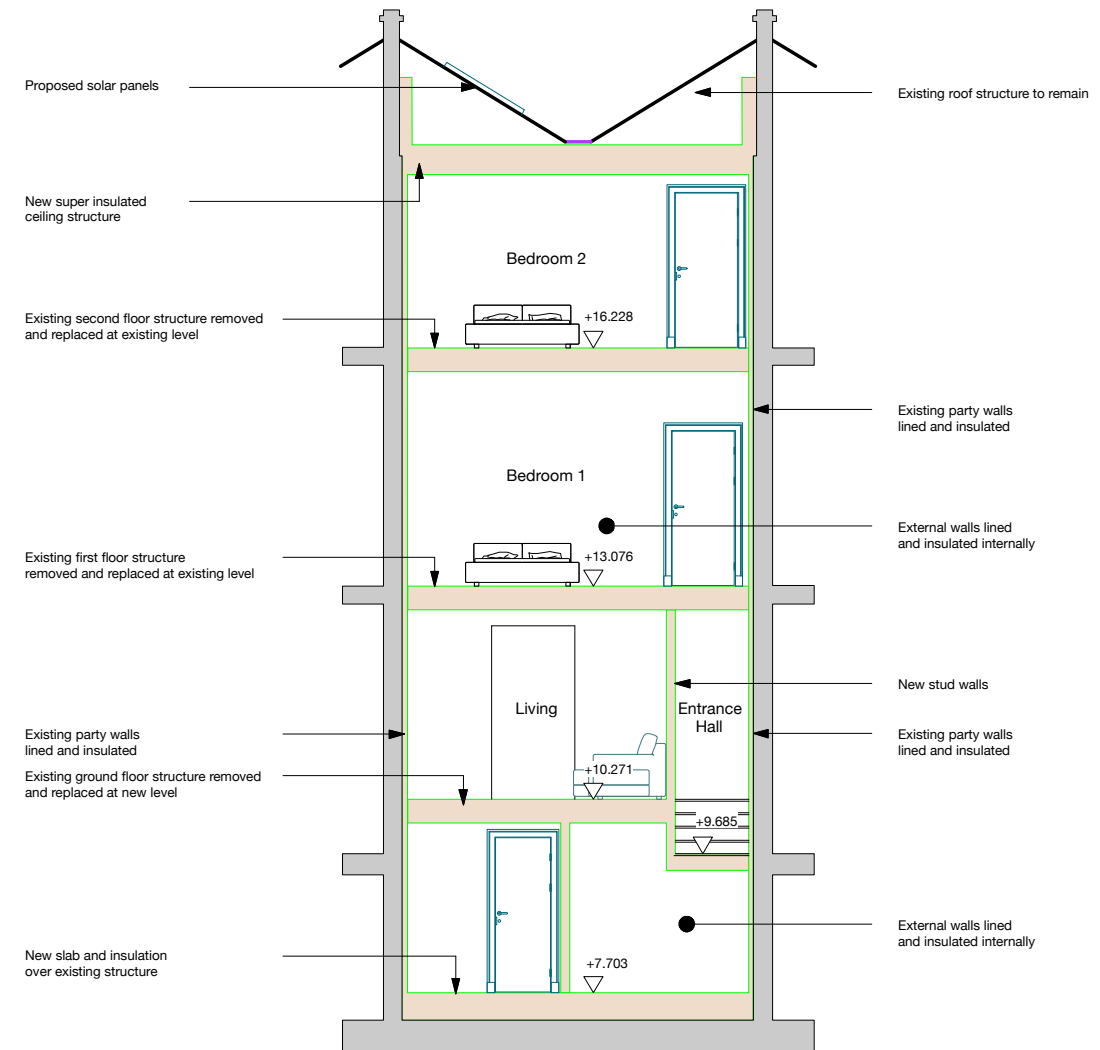 Proposed solar panels
Existing roof structure to remain
New super insulated
ceiling structure
Bedroom 2
Existing second floor structure removed
and replaced at existing level
+16.228
Existing party walls
lined and insulated
Bedroom 1
External walls lined
and insulated internally
Existing first floor structure
removed and replaced at existing level
+13.076
New stud walls
Living
Entrance
Hall
Existing party walls
lined and insulated
Existing party walls
lined and insulated
Existing ground floor structure removed
and replaced at new level
+10.271
+9.685
External walls lined
and insulated internally
New slab and insulation
over existing structure
+7.703